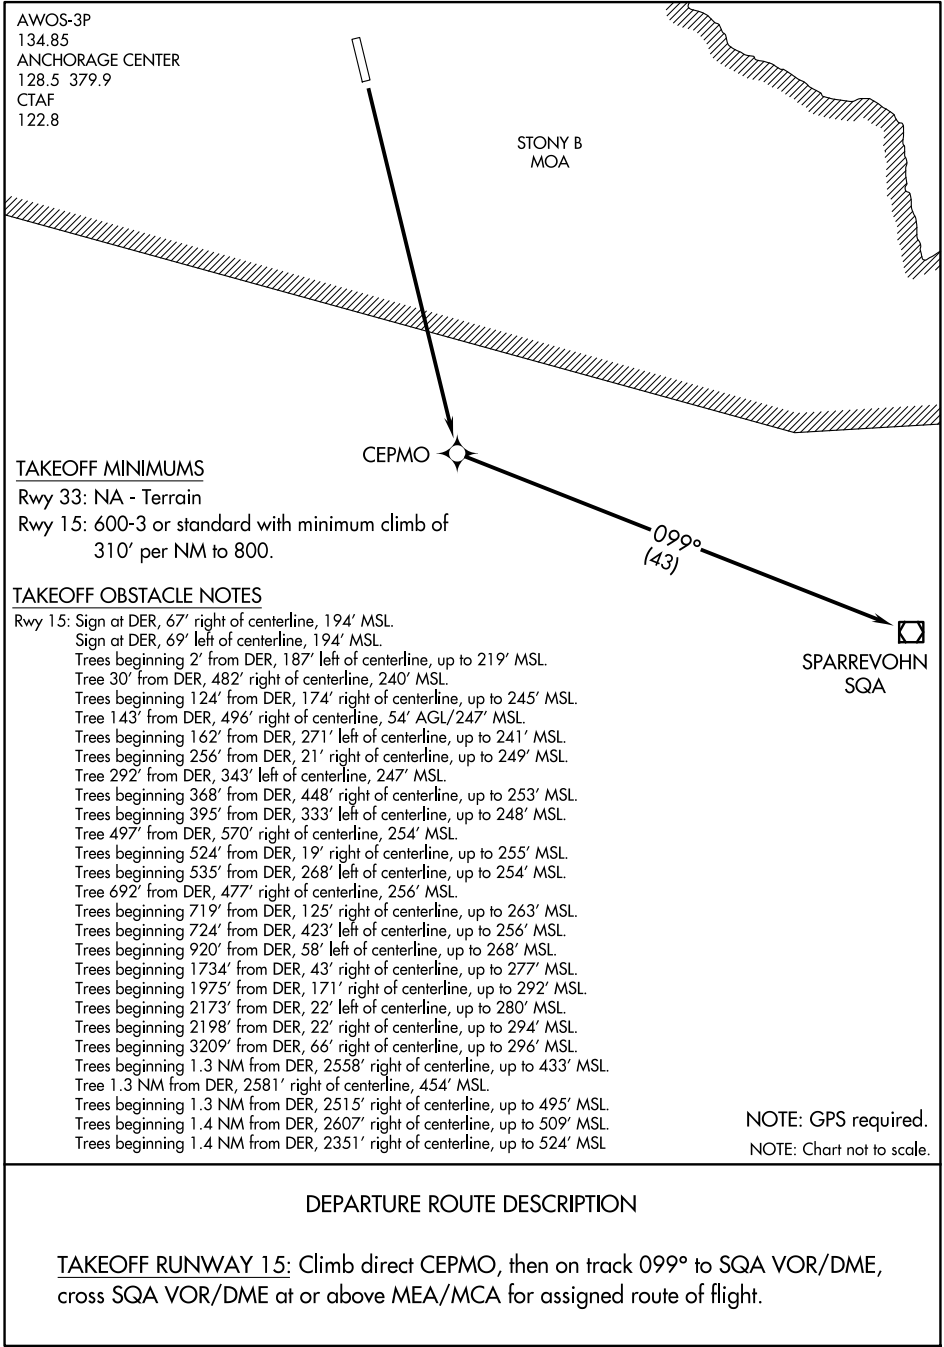 AWOS-3P
134.85
ANCHORAGE CENTER
128.5 379.9
CTAF
122.8
STONY B
MOA
CEPMO
099°
(43)
SPARREVOHN
SQA
TAKEOFF MINIMUMS
Rwy 33: NA - Terrain
Rwy 15: 600-3 or standard with minimum climb of
310' per NM to 800.
TAKEOFF OBSTACLE NOTES
Rwy 15: Sign at DER, 67' right of centerline, 194' MSL.
Sign at DER, 69' left of centerline, 194' MSL.
Trees beginning 2' from DER, 187' left of centerline, up to 219' MSL.
Tree 30' from DER, 482' right of centerline, 240' MSL.
Trees beginning 124' from DER, 174' right of centerline, up to 245' MSL.
Tree 143' from DER, 496' right of centerline, 54' AGL/247' MSL.
Trees beginning 162' from DER, 271' left of centerline, up to 241' MSL.
Trees beginning 256' from DER, 21' right of centerline, up to 249' MSL.
Tree 292' from DER, 343' left of centerline, 247' MSL.
Trees beginning 368' from DER, 448' right of centerline, up to 253' MSL.
Trees beginning 395' from DER, 333' left of centerline, up to 248' MSL.
Tree 497' from DER, 570' right of centerline, 254' MSL.
Trees beginning 524' from DER, 19' right of centerline, up to 255' MSL.
Trees beginning 535' from DER, 268' left of centerline, up to 254' MSL.
Tree 692' from DER, 477' right of centerline, 256' MSL.
Trees beginning 719' from DER, 125' right of centerline, up to 263' MSL.
Trees beginning 724' from DER, 423' left of centerline, up to 256' MSL.
Trees beginning 920' from DER, 58' left of centerline, up to 268' MSL.
Trees beginning 1734' from DER, 43' right of centerline, up to 277' MSL.
Trees beginning 1975' from DER, 171' right of centerline, up to 292' MSL.
Trees beginning 2173' from DER, 22' left of centerline, up to 280' MSL.
Trees beginning 2198' from DER, 22' right of centerline, up to 294' MSL.
Trees beginning 3209' from DER, 66' right of centerline, up to 296' MSL.
Trees beginning 1.3 NM from DER, 2558' right of centerline, up to 433' MSL.
Tree 1.3 NM from DER, 2581' right of centerline, 454' MSL.
Trees beginning 1.3 NM from DER, 2515' right of centerline, up to 495' MSL.
Trees beginning 1.4 NM from DER, 2607' right of centerline, up to 509' MSL.
Trees beginning 1.4 NM from DER, 2351' right of centerline, up to 524' MSL
NOTE: GPS required.
NOTE: Chart not to scale.
DEPARTURE ROUTE DESCRIPTION
TAKEOFF RUNWAY 15: Climb direct CEPMO, then on track 099° to SQA VOR/DME,
cross SQA VOR/DME at or above MEA/MCA for assigned route of flight.